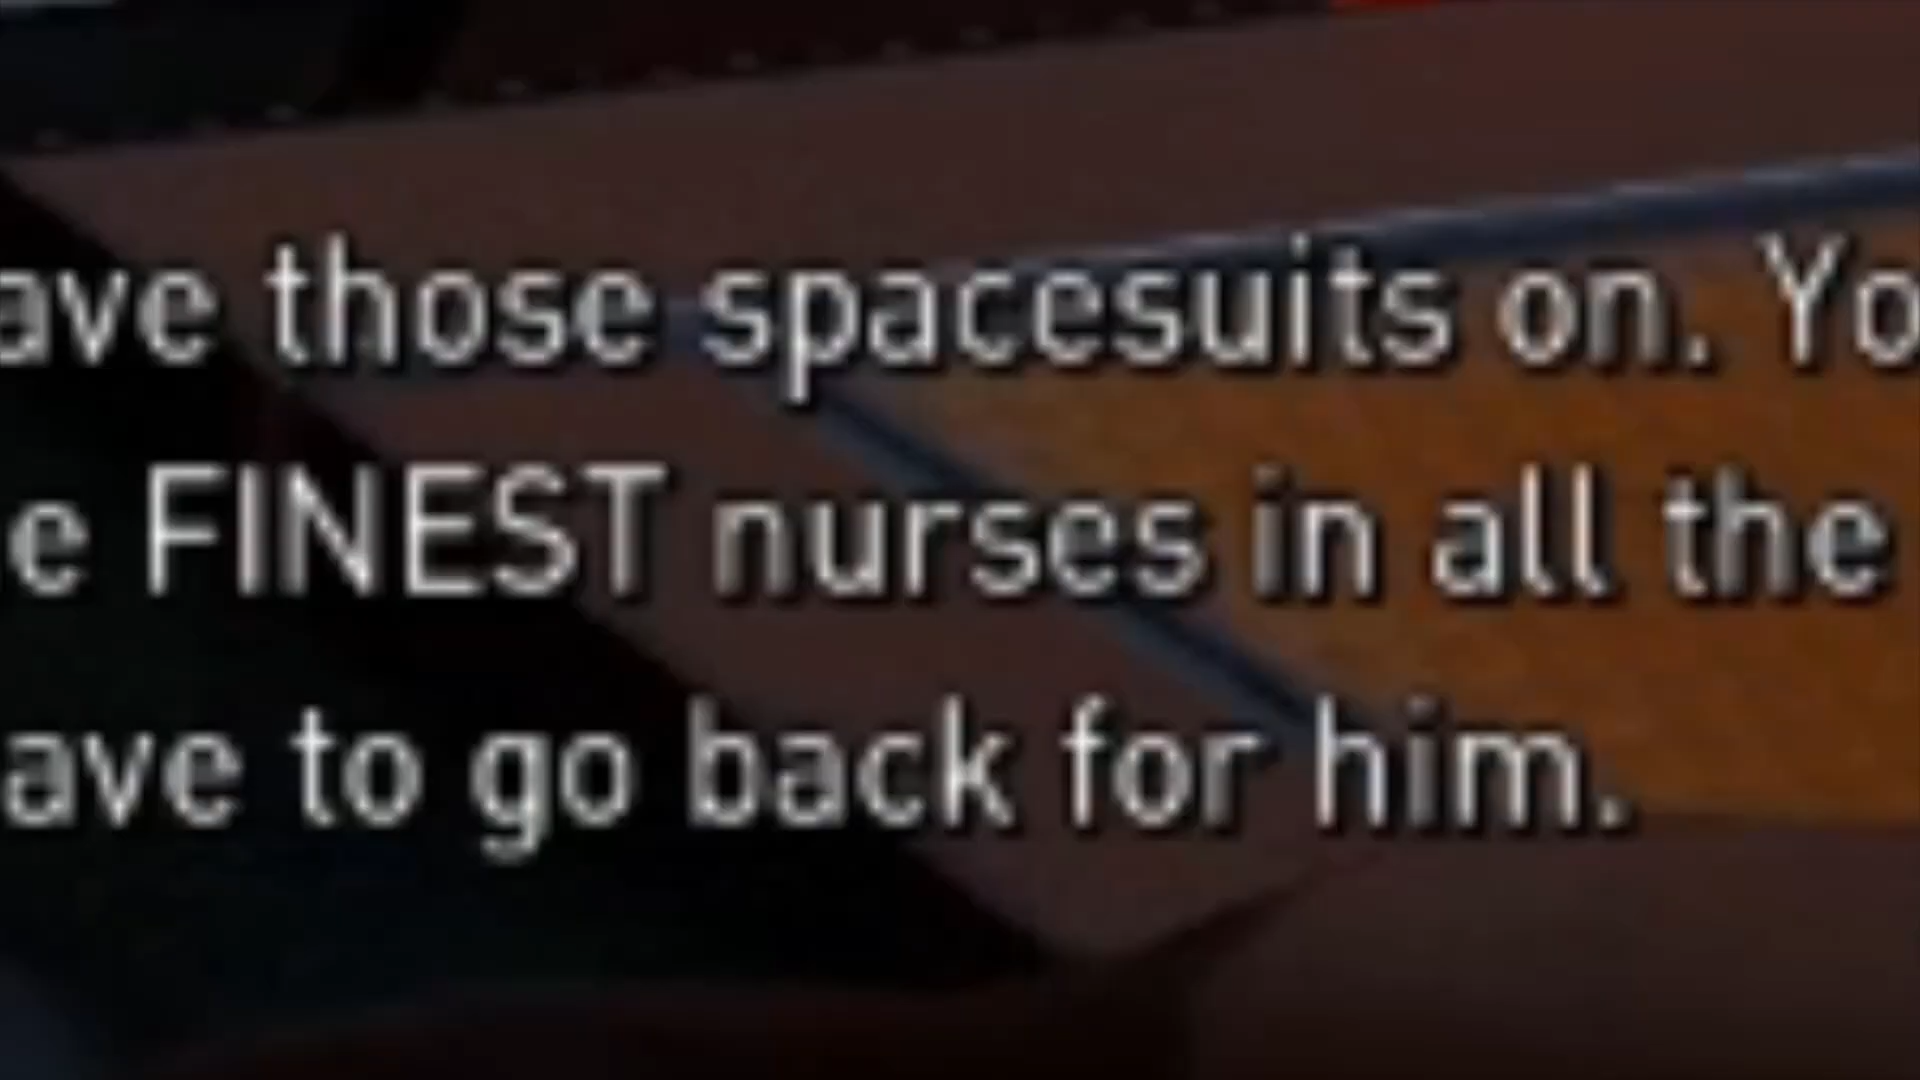 ave those spacesuits on. Yo
e FINEST nurses in all the
ave to go back for him.